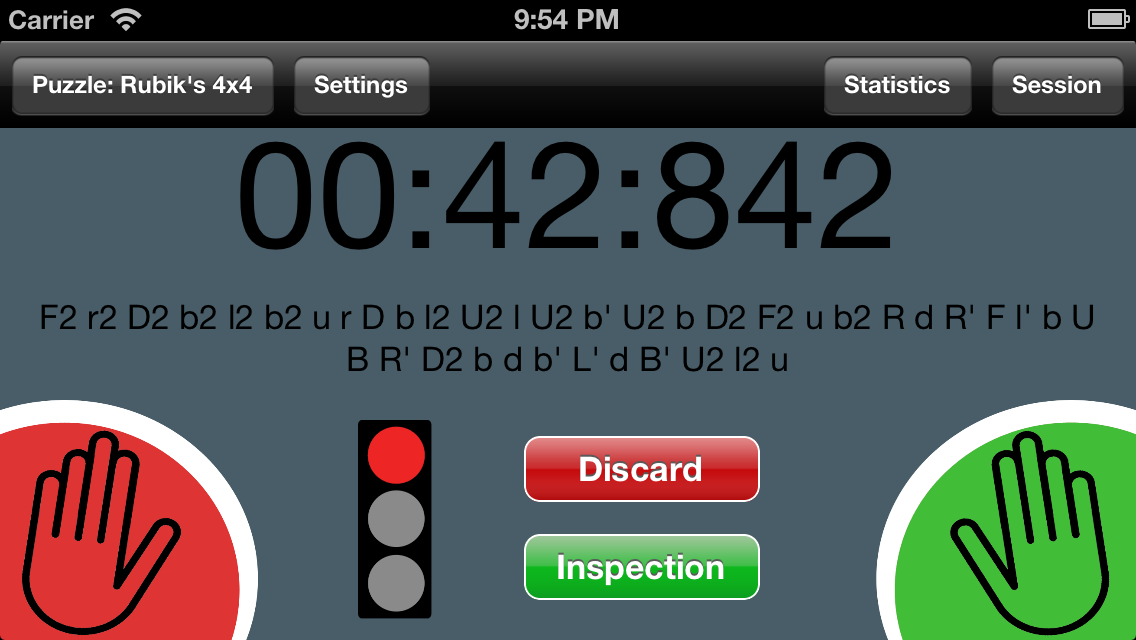 Carrier 9:54 PM
Puzzle: Rubik's 4x4 Settings Statistics Session
00:42:842
F2 r2 D2 b2 l2 b2 u r D b l2 U2 l U2 b' U2 b D2 F2 u b2 R d R' F l' b U
B R' D2 b d b' L' d B' U2 l2 u
Discard
Inspection